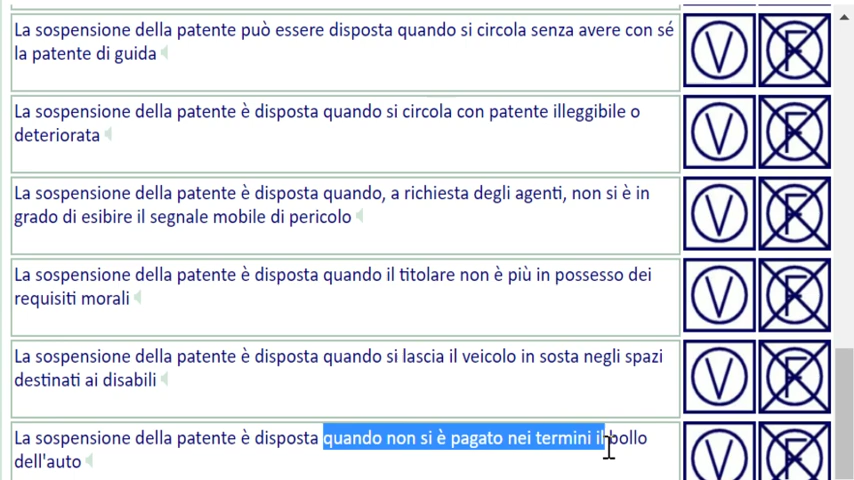 La sospensione della patente può essere disposta quando si circola senza avere con sé
la patente di guida
V F
La sospensione della patente è disposta quando si circola con patente illeggibile o
deteriorata
V F
La sospensione della patente è disposta quando, a richiesta degli agenti, non si è in
grado di esibire il segnale mobile di pericolo
V F
La sospensione della patente è disposta quando il titolare non è più in possesso dei
requisiti morali
V F
La sospensione della patente è disposta quando si lascia il veicolo in sosta negli spazi
destinati ai disabili
V F
La sospensione della patente è disposta quando non si è pagato nei termini il bollo
dell'auto
V F